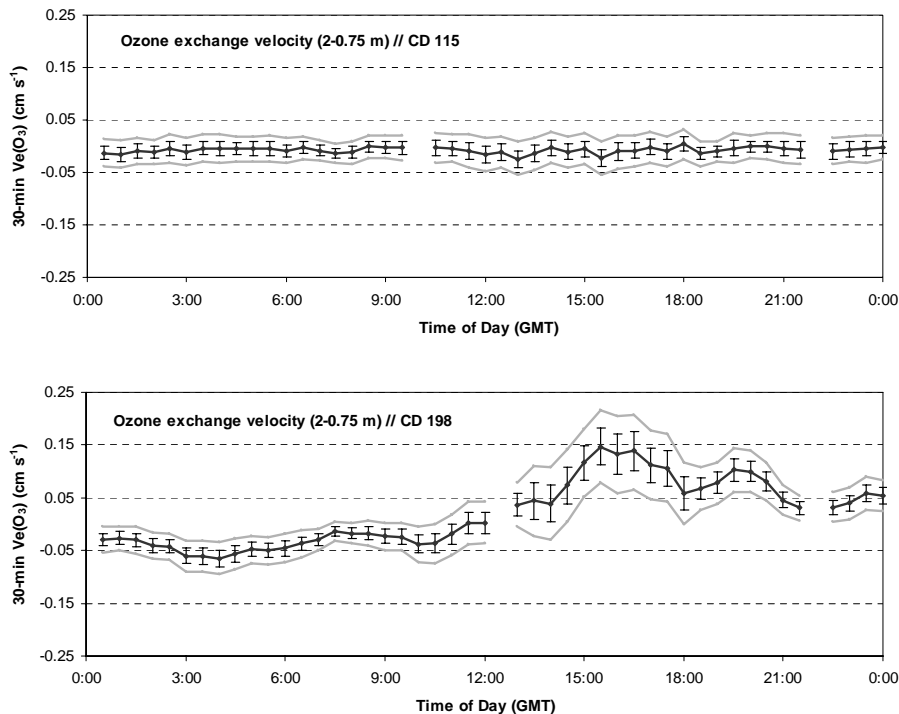 Ozone exchange velocity (2-0.75 m) // CD 115
30-min Ve(O₃) (cm s⁻¹)
0.25
0.15
0.05
-0.05
-0.15
-0.25
0:00 3:00 6:00 9:00 12:00 15:00 18:00 21:00 0:00
Time of Day (GMT)
Ozone exchange velocity (2-0.75 m) // CD 198
30-min Ve(O₃) (cm s⁻¹)
0.25
0.15
0.05
-0.05
-0.15
-0.25
0:00 3:00 6:00 9:00 12:00 15:00 18:00 21:00 0:00
Time of Day (GMT)